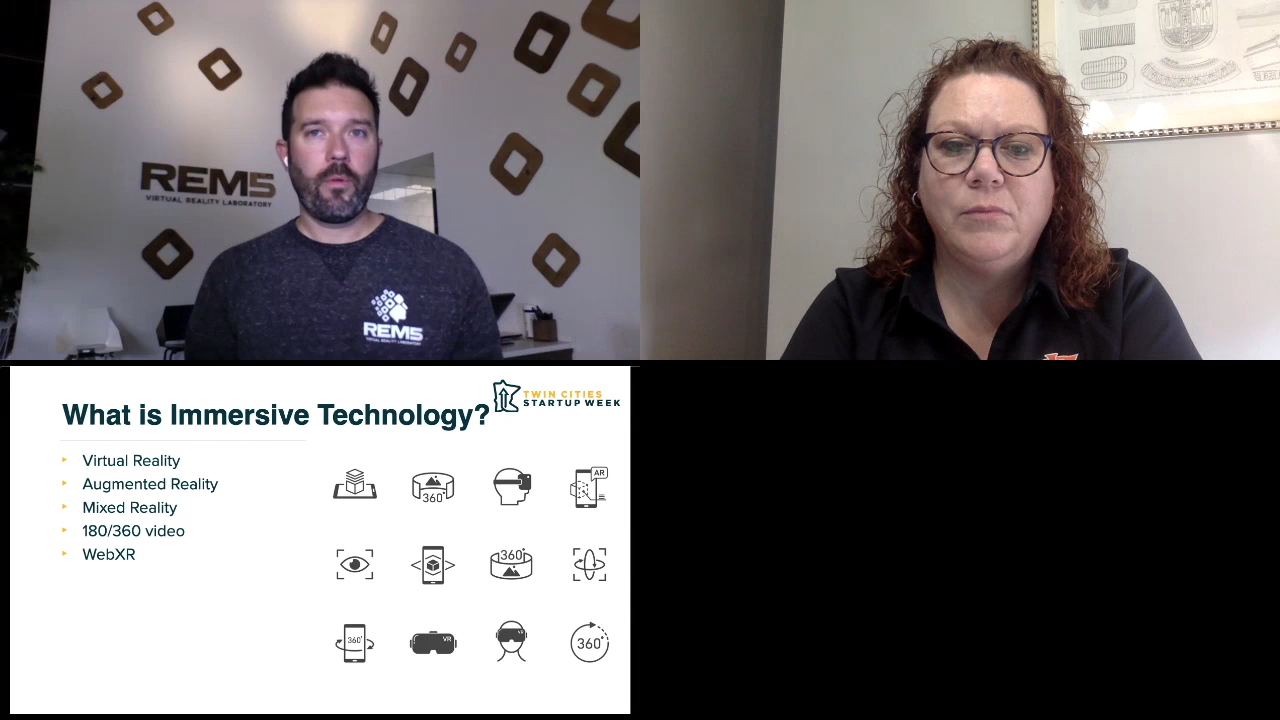 REM5
VIRTUAL REALITY LABORATORY
REM5
VIRTUAL REALITY LABORATORY
What is Immersive Technology?
TWIN CITIES
STARTUP WEEK
Virtual Reality
Augmented Reality
Mixed Reality
180/360 video
WebXR
360°
AR
360°
360°
VR
360°